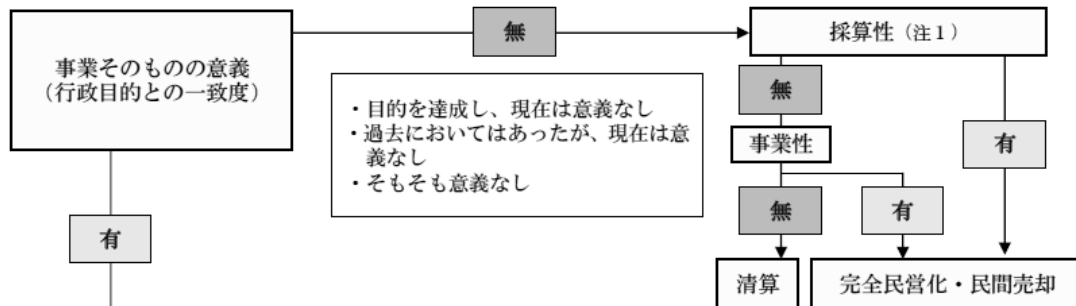 事業そのものの意義
(行政目的との一致度)
無
採算性(注1)
・目的を達成し、現在は意義なし
・過去においてはあったが、現在は意
義なし
・そもそも意義なし
無
事業性
有
有
無
有
清算
完全民営化・民間売却